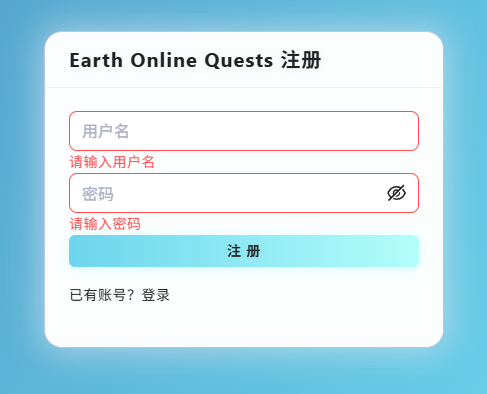 Earth Online Quests 注册
用户名
请输入用户名
密码
请输入密码
注 册
已有账号？登录